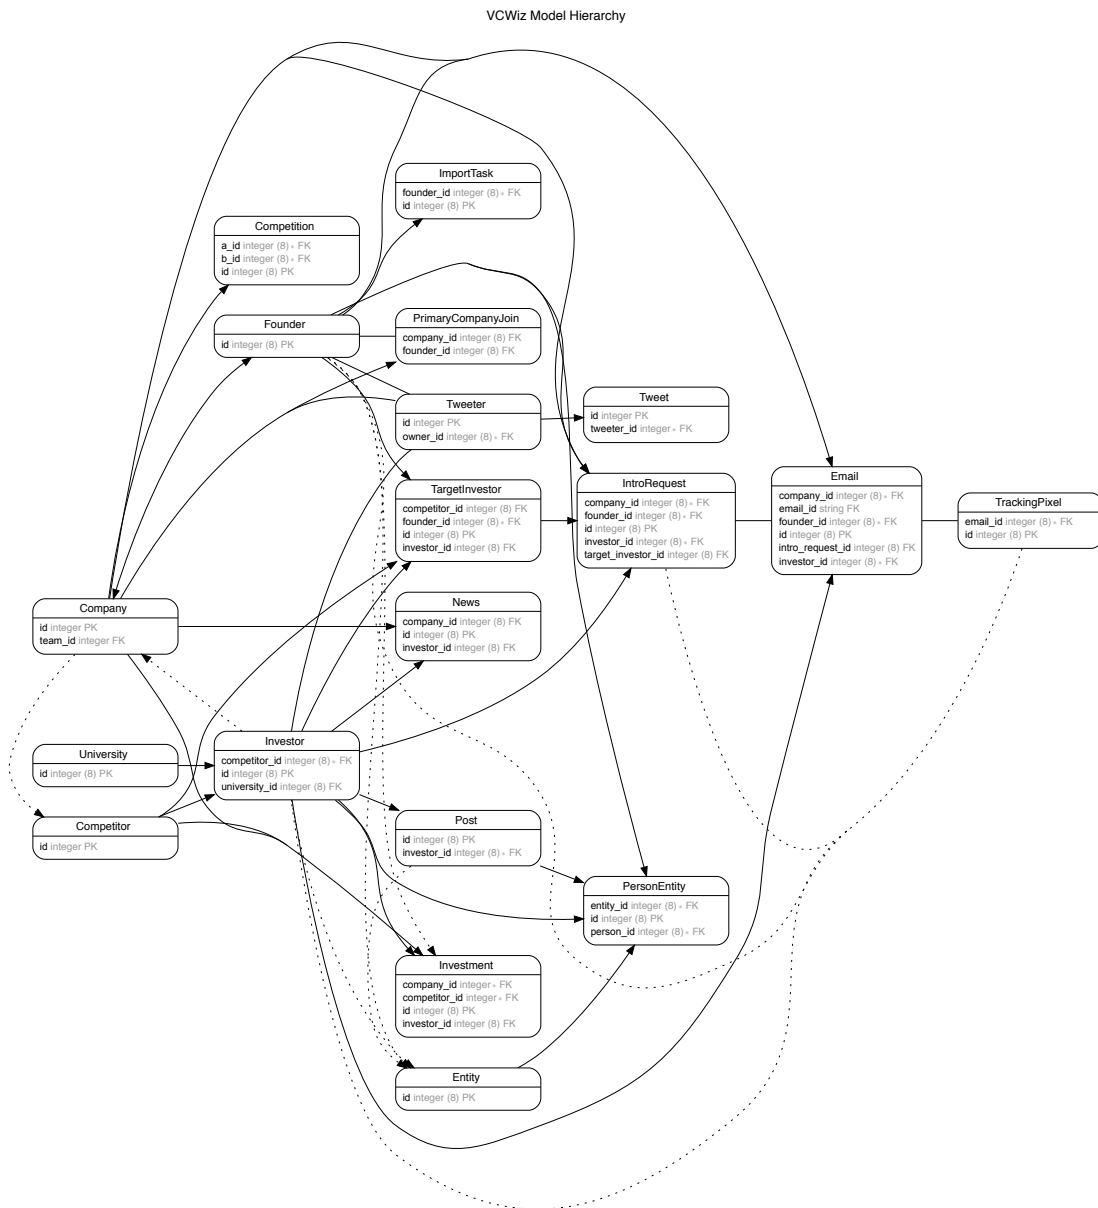 VCWiz Model Hierarchy
ImportTask
founder_id integer (8) ∗ FK
id integer (8) PK
Competition
a_id integer (8) ∗ FK
b_id integer (8) ∗ FK
id integer (8) PK
Founder
id integer (8) PK
PrimaryCompanyJoin
company_id integer (8) FK
founder_id integer (8) FK
Tweeter
id integer PK
owner_id integer (8) ∗ FK
Tweet
id integer PK
tweeter_id integer ∗ FK
TargetInvestor
competitor_id integer (8) FK
founder_id integer (8) ∗ FK
id integer (8) PK
investor_id integer (8) FK
IntroRequest
company_id integer (8) ∗ FK
founder_id integer (8) ∗ FK
id integer (8) PK
investor_id integer (8) ∗ FK
target_investor_id integer (8) FK
Email
company_id integer (8) ∗ FK
email_id string FK
founder_id integer (8) ∗ FK
id integer (8) PK
intro_request_id integer (8) FK
investor_id integer (8) ∗ FK
TrackingPixel
email_id integer (8) ∗ FK
id integer (8) PK
Company
id integer PK
team_id integer FK
News
company_id integer (8) FK
id integer (8) PK
investor_id integer (8) FK
University
id integer (8) PK
Investor
competitor_id integer (8) ∗ FK
id integer (8) PK
university_id integer (8) FK
Competitor
id integer PK
Post
id integer (8) PK
investor_id integer (8) ∗ FK
PersonEntity
entity_id integer (8) ∗ FK
id integer (8) PK
person_id integer (8) ∗ FK
Investment
company_id integer ∗ FK
competitor_id integer ∗ FK
id integer (8) PK
investor_id integer (8) FK
Entity
id integer (8) PK